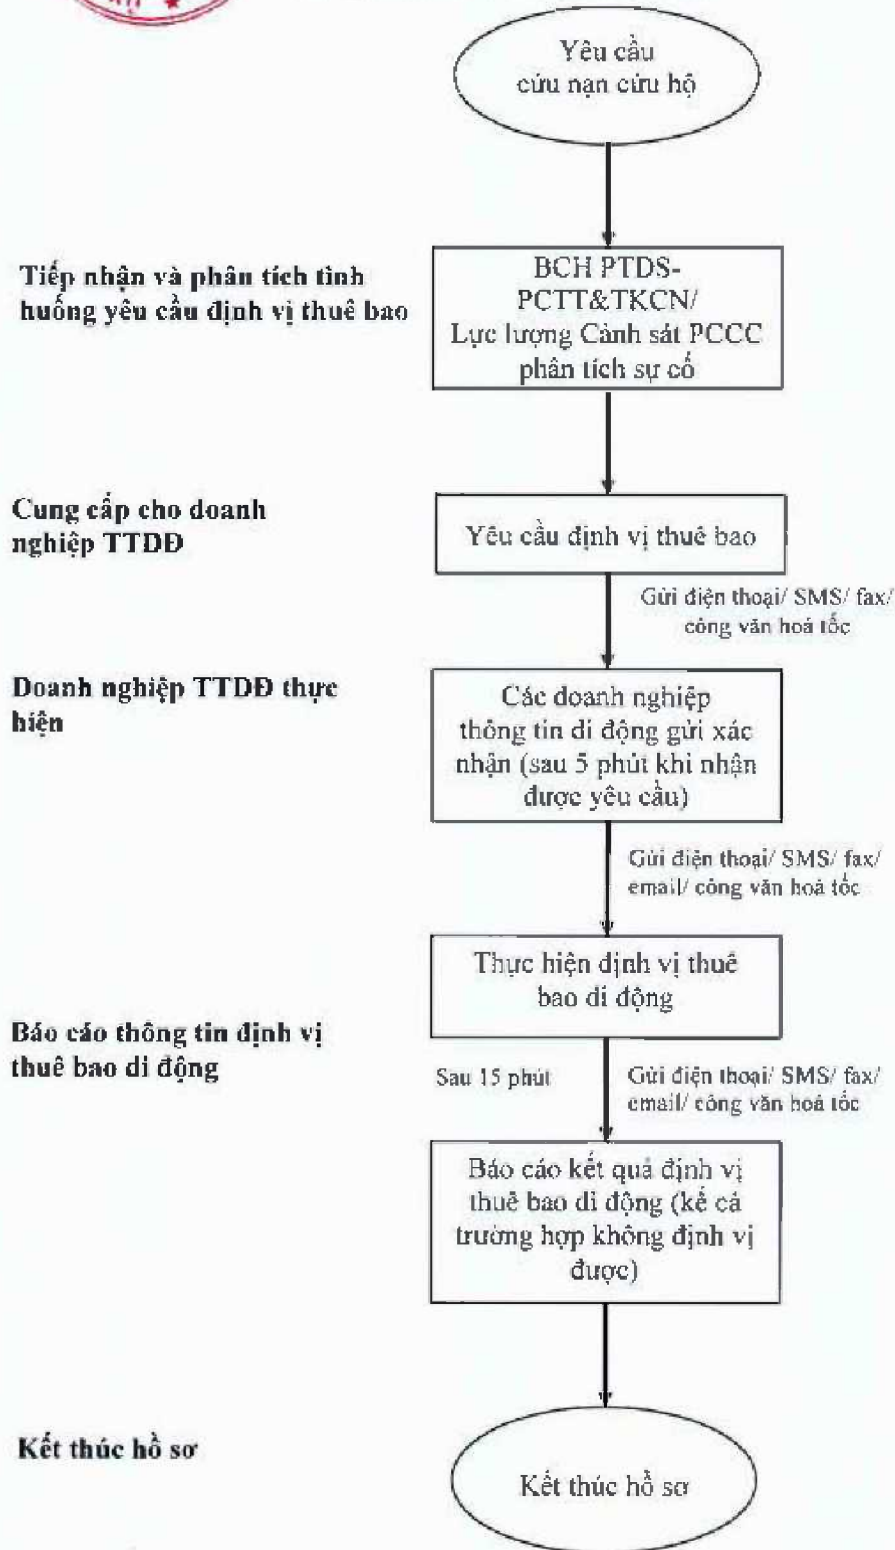 Yêu cầu
cứu nạn cứu hộ
Tiếp nhận và phân tích tình
huống yêu cầu định vị thuê bao
BCH PTDS-
PCTT&TKCN/
Lực lượng Cảnh sát PCCC
phân tích sự cố
Cung cấp cho doanh
nghiệp TTDĐ
Yêu cầu định vị thuê bao
Gửi điện thoại/ SMS/ fax/
công văn hoả tốc
Doanh nghiệp TTDĐ thực
hiện
Các doanh nghiệp
thông tin di động gửi xác
nhận (sau 5 phút khi nhận
được yêu cầu)
Gửi điện thoại/ SMS/ fax/
email/ công văn hoả tốc
Thực hiện định vị thuê
bao di động
Báo cáo thông tin định vị
thuê bao di động
Sau 15 phút
Gửi điện thoại/ SMS/ fax/
email/ công văn hoả tốc
Báo cáo kết quả định vị
thuê bao di động (kể cả
trường hợp không định vị
được)
Kết thúc hồ sơ
Kết thúc hồ sơ